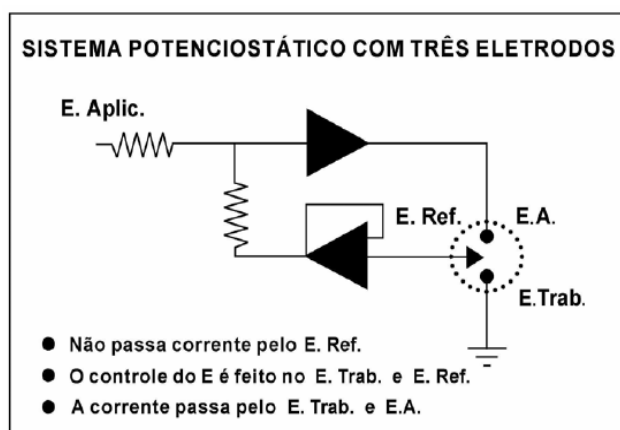 SISTEMA POTENCIOSTÁTICO COM TRÊS ELETRODOS
E. Aplic.
E. Ref.
E.A.
E.Trab.
● Não passa corrente pelo E. Ref.
● O controle do E é feito no E. Trab. e E. Ref.
● A corrente passa pelo E. Trab. e E.A.